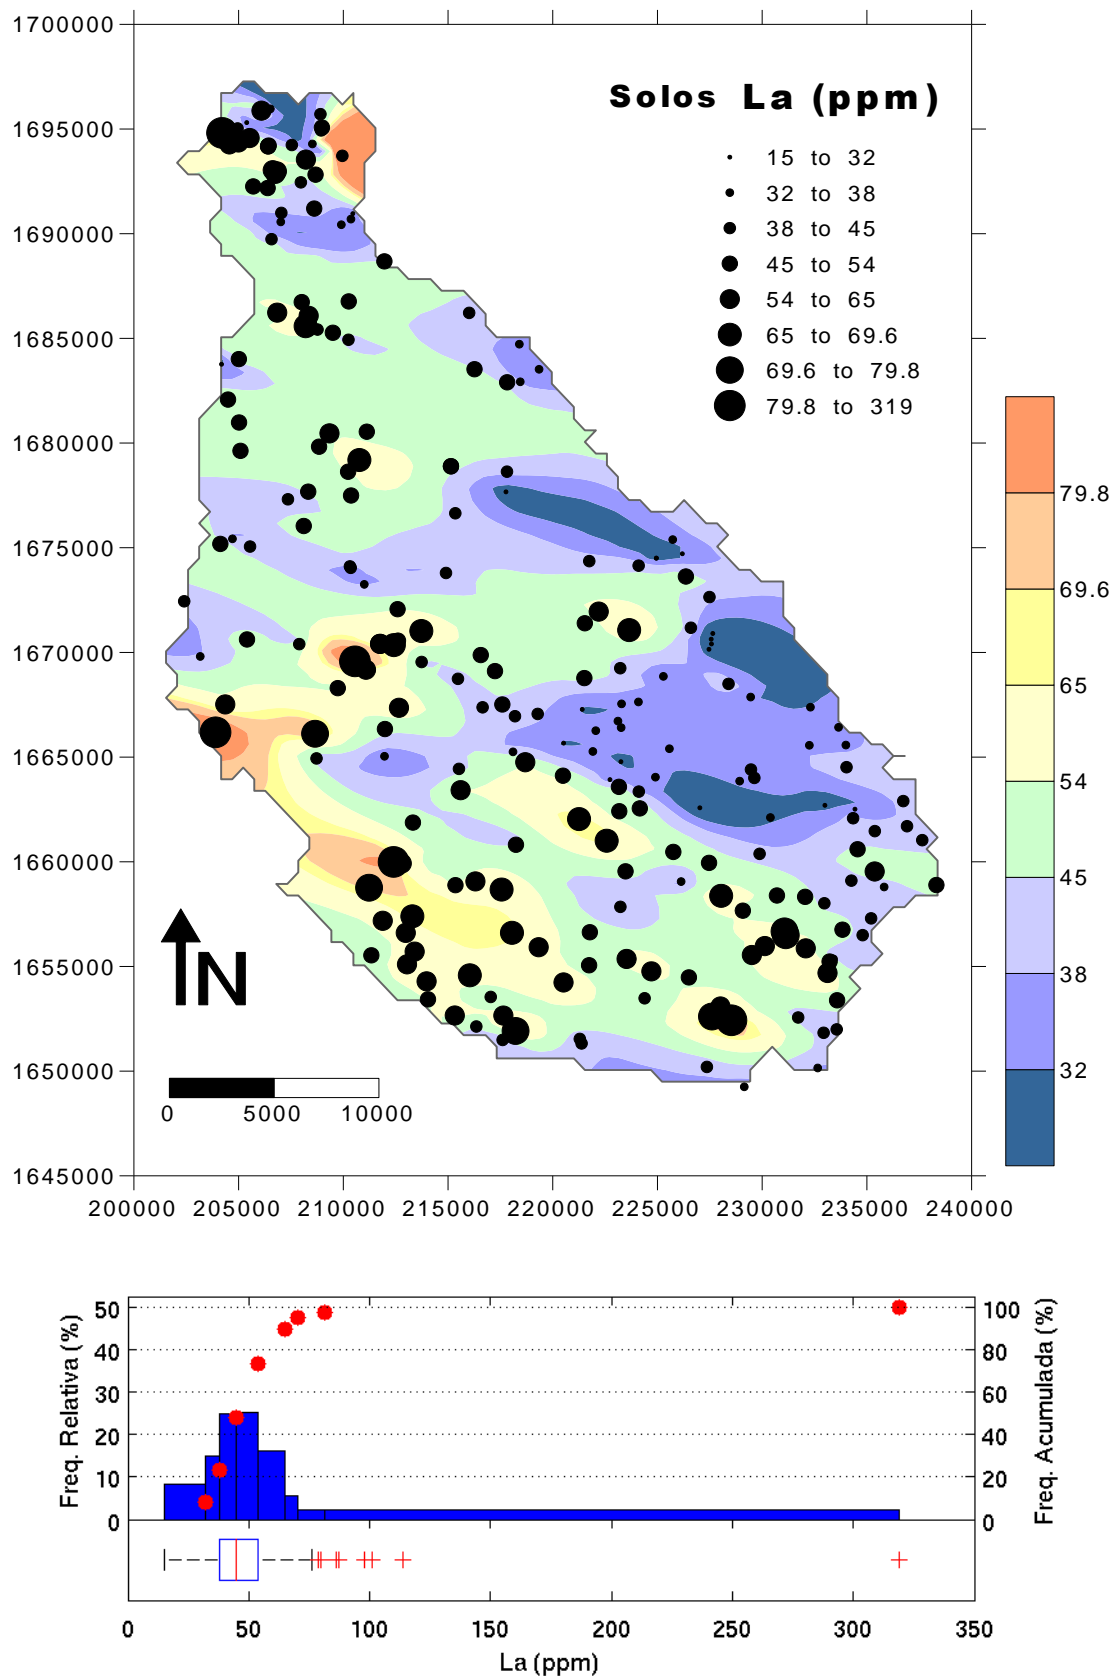 1700000
Solos La (ppm)
1695000
15 to 32
32 to 38
38 to 45
1690000
45 to 54
54 to 65
1685000
65 to 69.6
69.6 to 79.8
79.8 to 319
1680000
79.8
1675000
69.6
1670000
65
1665000
54
1660000
45
N
1655000
38
1650000
32
0 5000 10000
1645000
200000 205000 210000 215000 220000 225000 230000 235000 240000
Freq. Relativa (%)
50
40
30
20
10
0
100
80
60
40
20
0
Freq. Acumulada (%)
0 50 100 150 200 250 300 350
La (ppm)